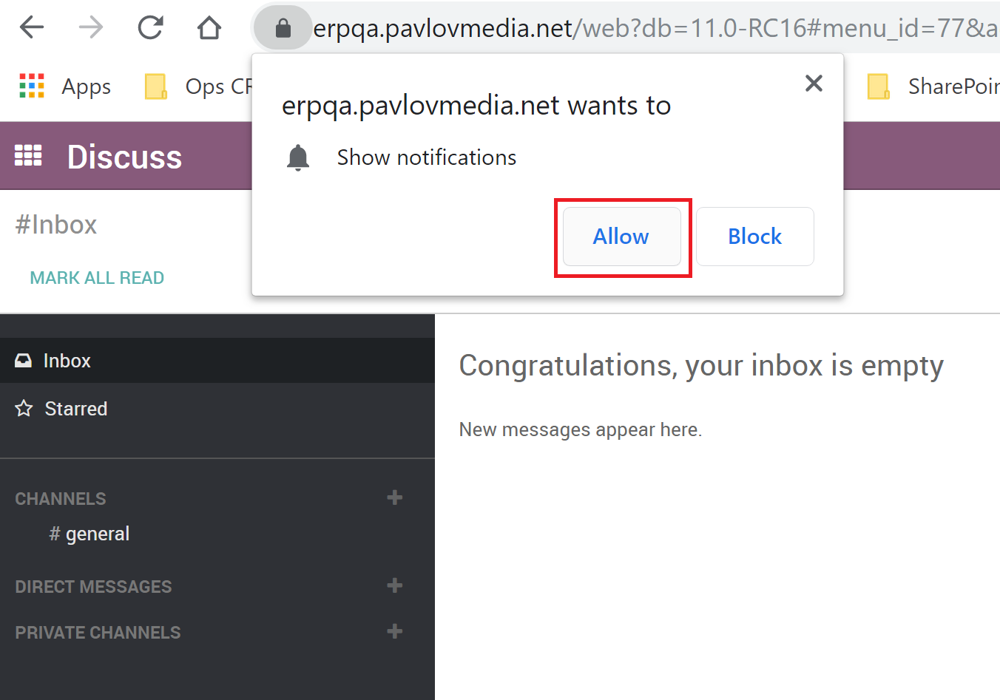 erpqa.pavlovmedia.net/web?db=11.0-RC16#menu_id=77&a
Apps
Ops CR
SharePoin
erpqa.pavlovmedia.net wants to
Show notifications
Allow
Block
Discuss
#Inbox
MARK ALL READ
Inbox
Starred
CHANNELS
# general
DIRECT MESSAGES
PRIVATE CHANNELS
Congratulations, your inbox is empty
New messages appear here.